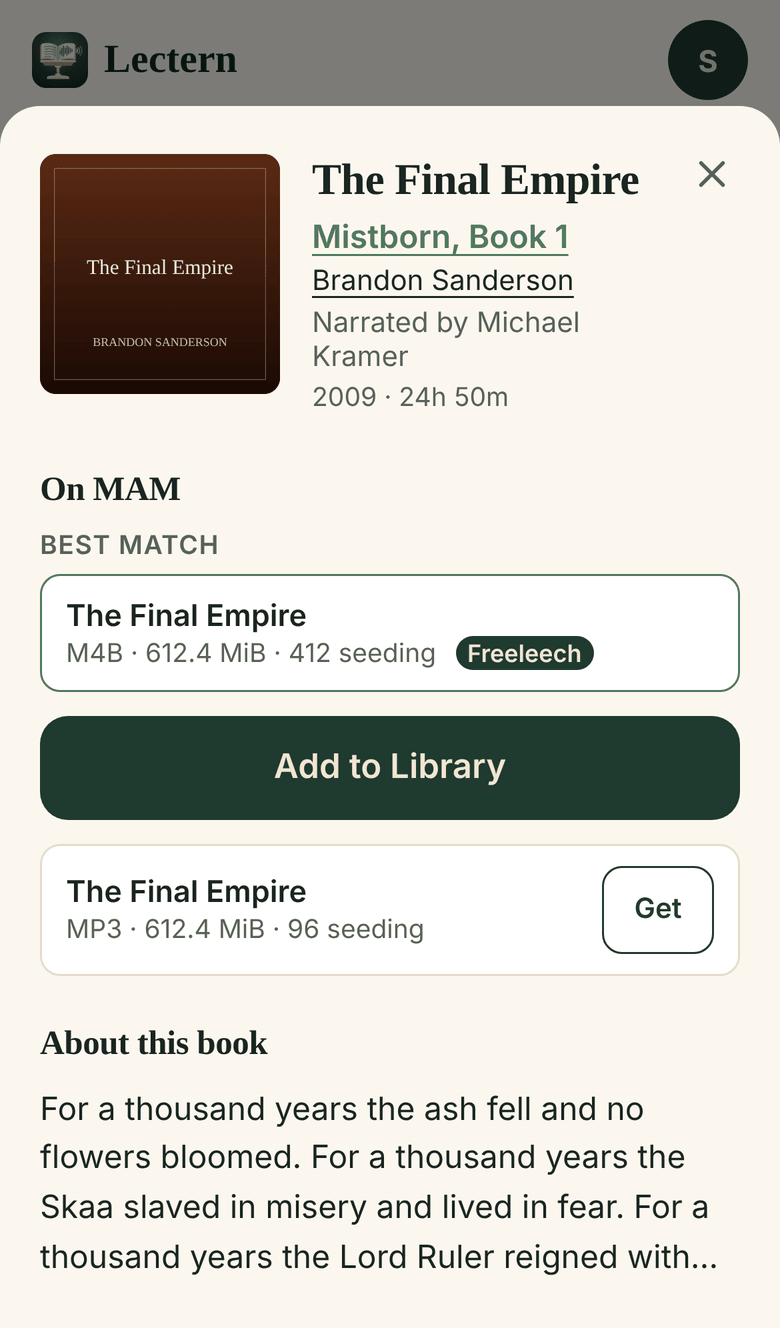 Lectern
S
The Final Empire
BRANDON SANDERSON
The Final Empire
Mistborn, Book 1
Brandon Sanderson
Narrated by Michael
Kramer
2009 · 24h 50m
On MAM
BEST MATCH
The Final Empire
M4B · 612.4 MiB · 412 seeding Freeleech
Add to Library
The Final Empire
MP3 · 612.4 MiB · 96 seeding
Get
About this book
For a thousand years the ash fell and no
flowers bloomed. For a thousand years the
Skaa slaved in misery and lived in fear. For a
thousand years the Lord Ruler reigned with...